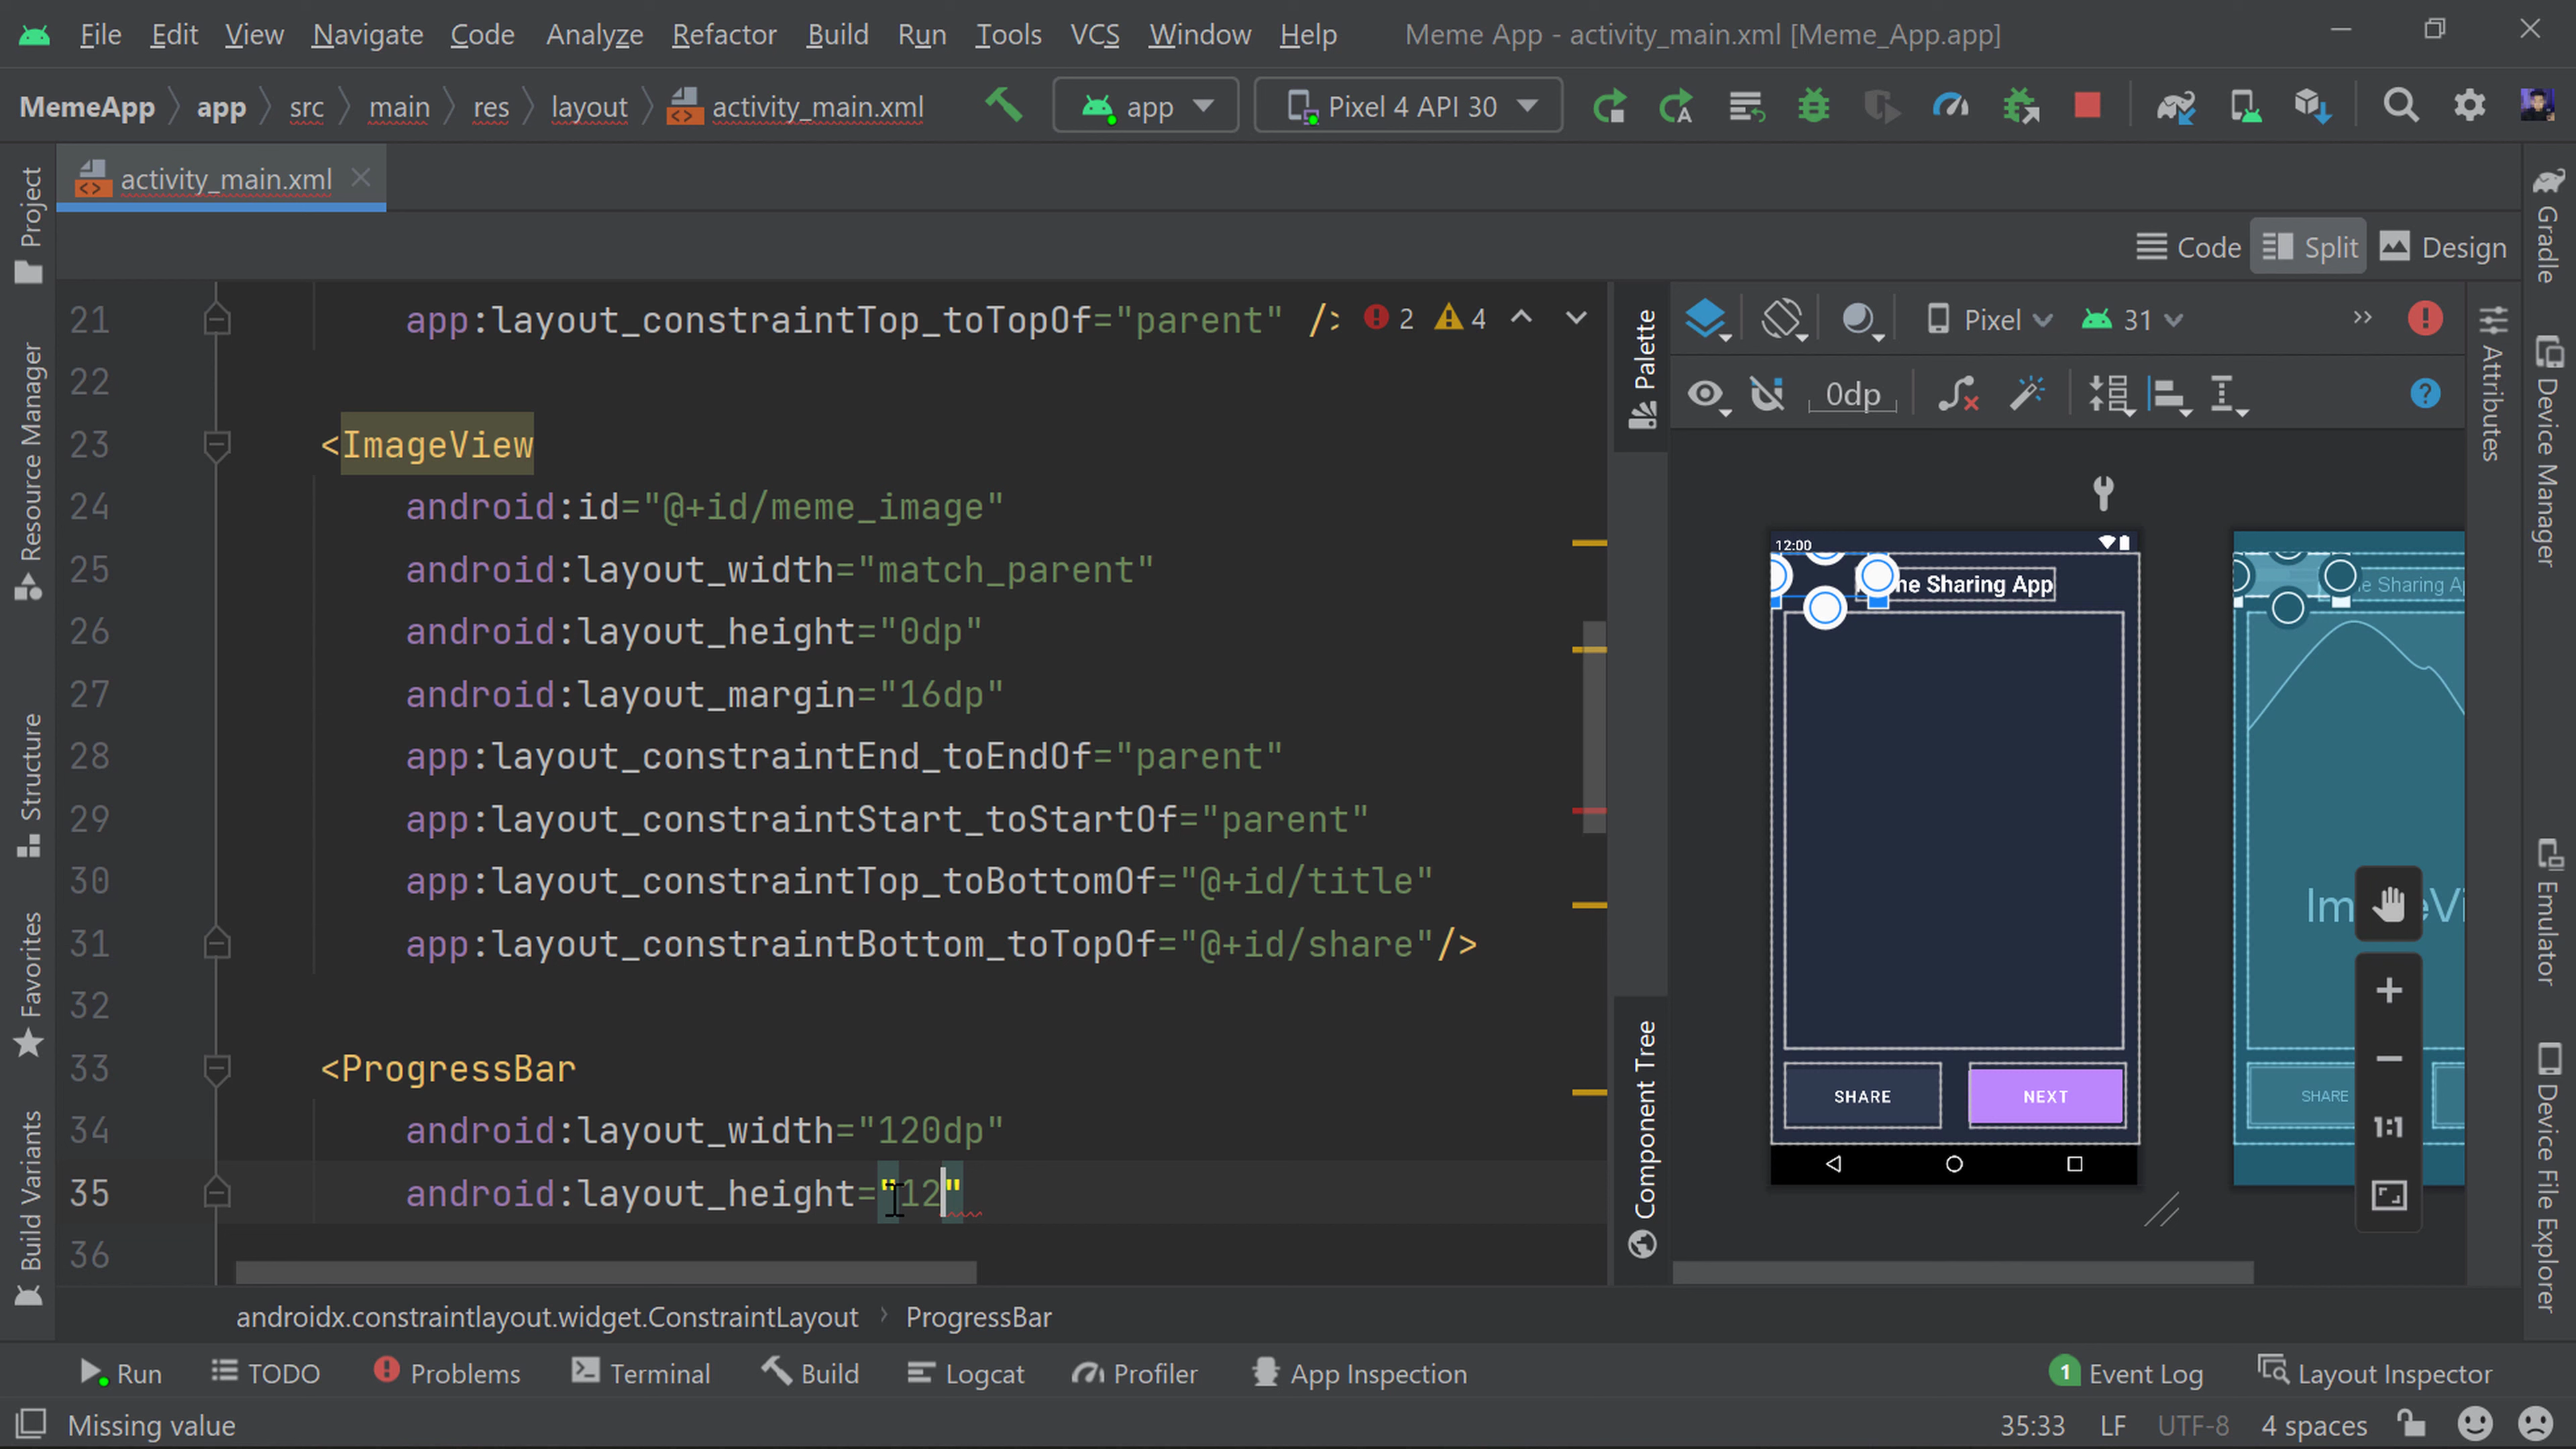 File Edit View Navigate Code Analyze Refactor Build Run Tools VCS Window Help Meme App - activity_main.xml [Meme_App.app]
MemeApp app src main res layout activity_main.xml app Pixel 4 API 30
activity_main.xml
Code Split Design
Project
Resource Manager
Structure
Favorites
Build Variants
21 app:layout_constraintTop_toTopOf="parent" /> 2 4
22
23 <ImageView
24 android:id="@+id/meme_image"
25 android:layout_width="match_parent"
26 android:layout_height="0dp"
27 android:layout_margin="16dp"
28 app:layout_constraintEnd_toEndOf="parent"
29 app:layout_constraintStart_toStartOf="parent"
30 app:layout_constraintTop_toBottomOf="@+id/title"
31 app:layout_constraintBottom_toTopOf="@+id/share"/>
32
33 <ProgressBar
34 android:layout_width="120dp"
35 android:layout_height="12"
36
Palette
Component Tree
Pixel 31
0dp
12:00
me Sharing App
SHARE NEXT
e Sharing A
SHARE
1:1
Attributes
Gradle
Device Manager
Emulator
Device File Explorer
androidx.constraintlayout.widget.ConstraintLayout ProgressBar
Run TODO Problems Terminal Build Logcat Profiler App Inspection 1 Event Log Layout Inspector
Missing value 35:33 LF UTF-8 4 spaces